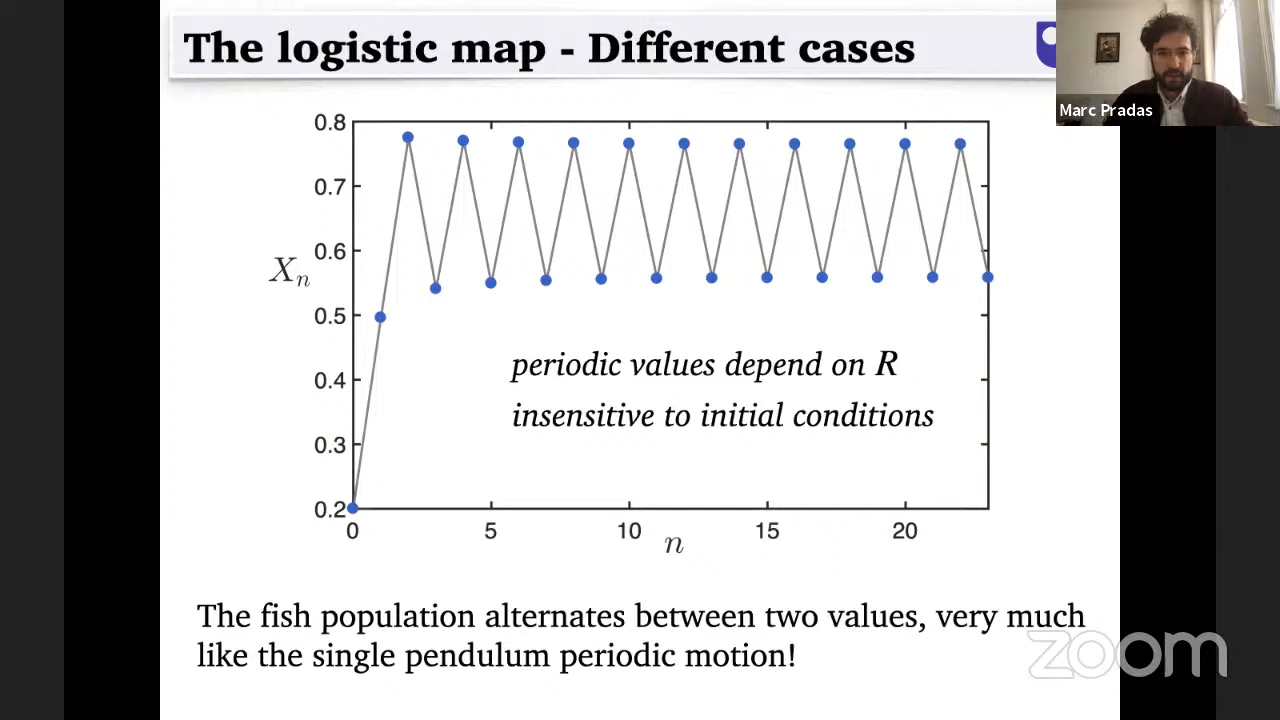 The logistic map - Different cases
Marc Pradas
0.8
0.7
0.6
0.5
0.4
0.3
0.2
Xn
periodic values depend on R
insensitive to initial conditions
0 5 10 15 20
n
The fish population alternates between two values, very much
like the single pendulum periodic motion!
zoom